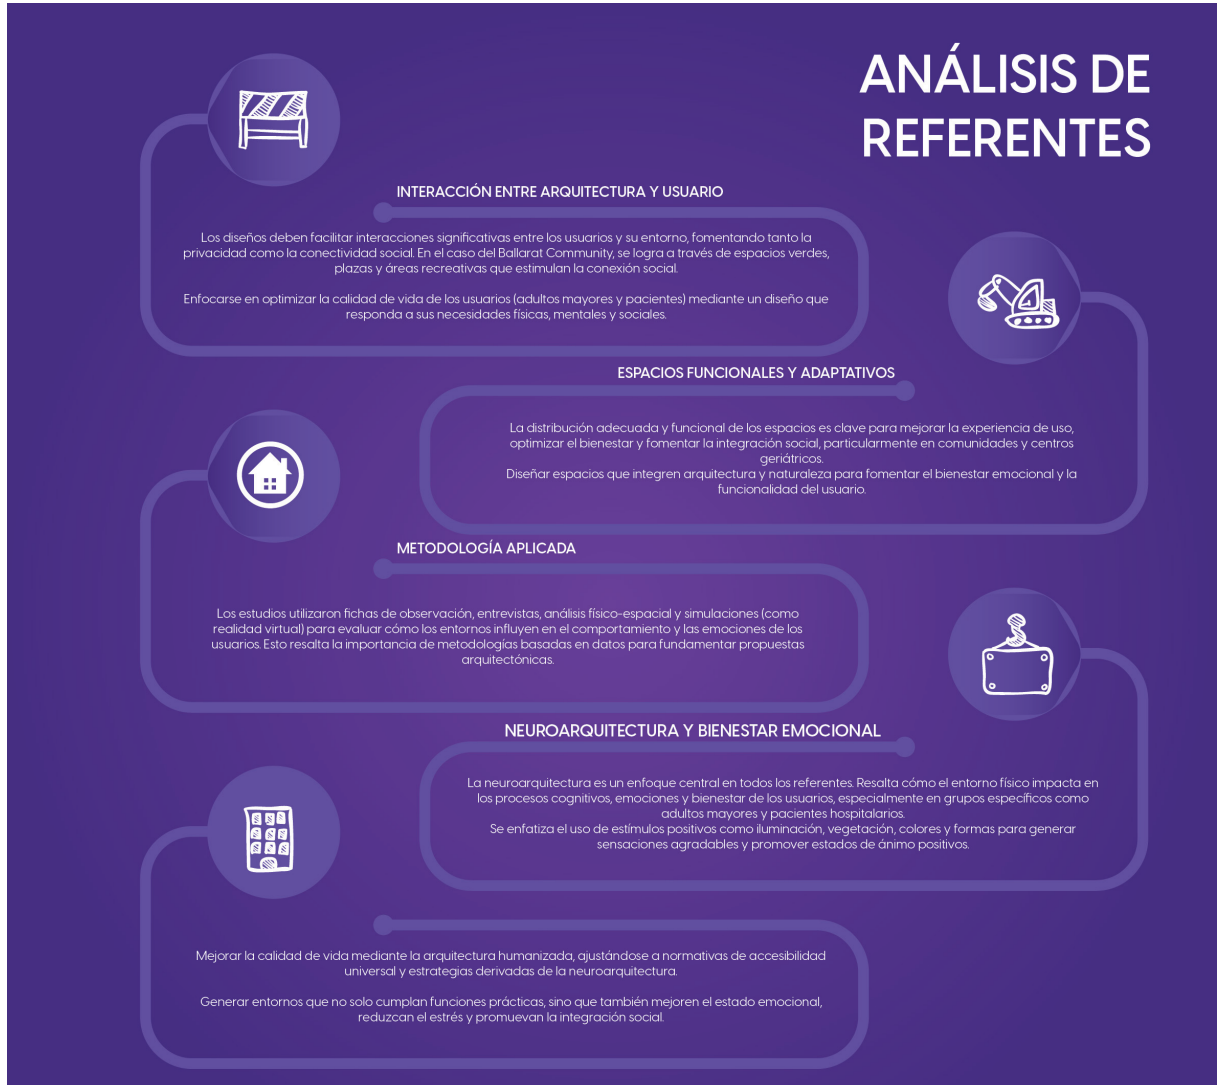 ANÁLISIS DE
REFERENTES
INTERACCIÓN ENTRE ARQUITECTURA Y USUARIO
Los diseños deben facilitar interacciones significativas entre los usuarios y su entorno, fomentando tanto la
privacidad como la conectividad social. En el caso del Ballarat Community, se logra a través de espacios verdes,
plazas y áreas recreativas que estimulan la conexión social.
Enfocarse en optimizar la calidad de vida de los usuarios (adultos mayores y pacientes) mediante un diseño que
responda a sus necesidades físicas, mentales y sociales.
ESPACIOS FUNCIONALES Y ADAPTATIVOS
La distribución adecuada y funcional de los espacios es clave para mejorar la experiencia de uso,
optimizar el bienestar y fomentar la integración social, particularmente en comunidades y centros
geriátricos.
Diseñar espacios que integren arquitectura y naturaleza para fomentar el bienestar emocional y la
funcionalidad del usuario.
METODOLOGÍA APLICADA
Los estudios utilizaron fichas de observación, entrevistas, análisis físico-espacial y simulaciones (como
realidad virtual) para evaluar cómo los entornos influyen en el comportamiento y las emociones de los
usuarios. Esto resalta la importancia de metodologías basadas en datos para fundamentar propuestas
arquitectónicas.
NEUROARQUITECTURA Y BIENESTAR EMOCIONAL
La neuroarquitectura es un enfoque central en todos los referentes. Resalta cómo el entorno físico impacta en
los procesos cognitivos, emociones y bienestar de los usuarios, especialmente en grupos específicos como
adultos mayores y pacientes hospitalarios.
Se enfatiza el uso de estímulos positivos como iluminación, vegetación, colores y formas para generar
sensaciones agradables y promover estados de ánimo positivos.
Mejorar la calidad de vida mediante la arquitectura humanizada, ajustándose a normativas de accesibilidad
universal y estrategias derivadas de la neuroarquitectura.
Generar entornos que no solo cumplan funciones prácticas, sino que también mejoren el estado emocional,
reduzcan el estrés y promuevan la integración social.